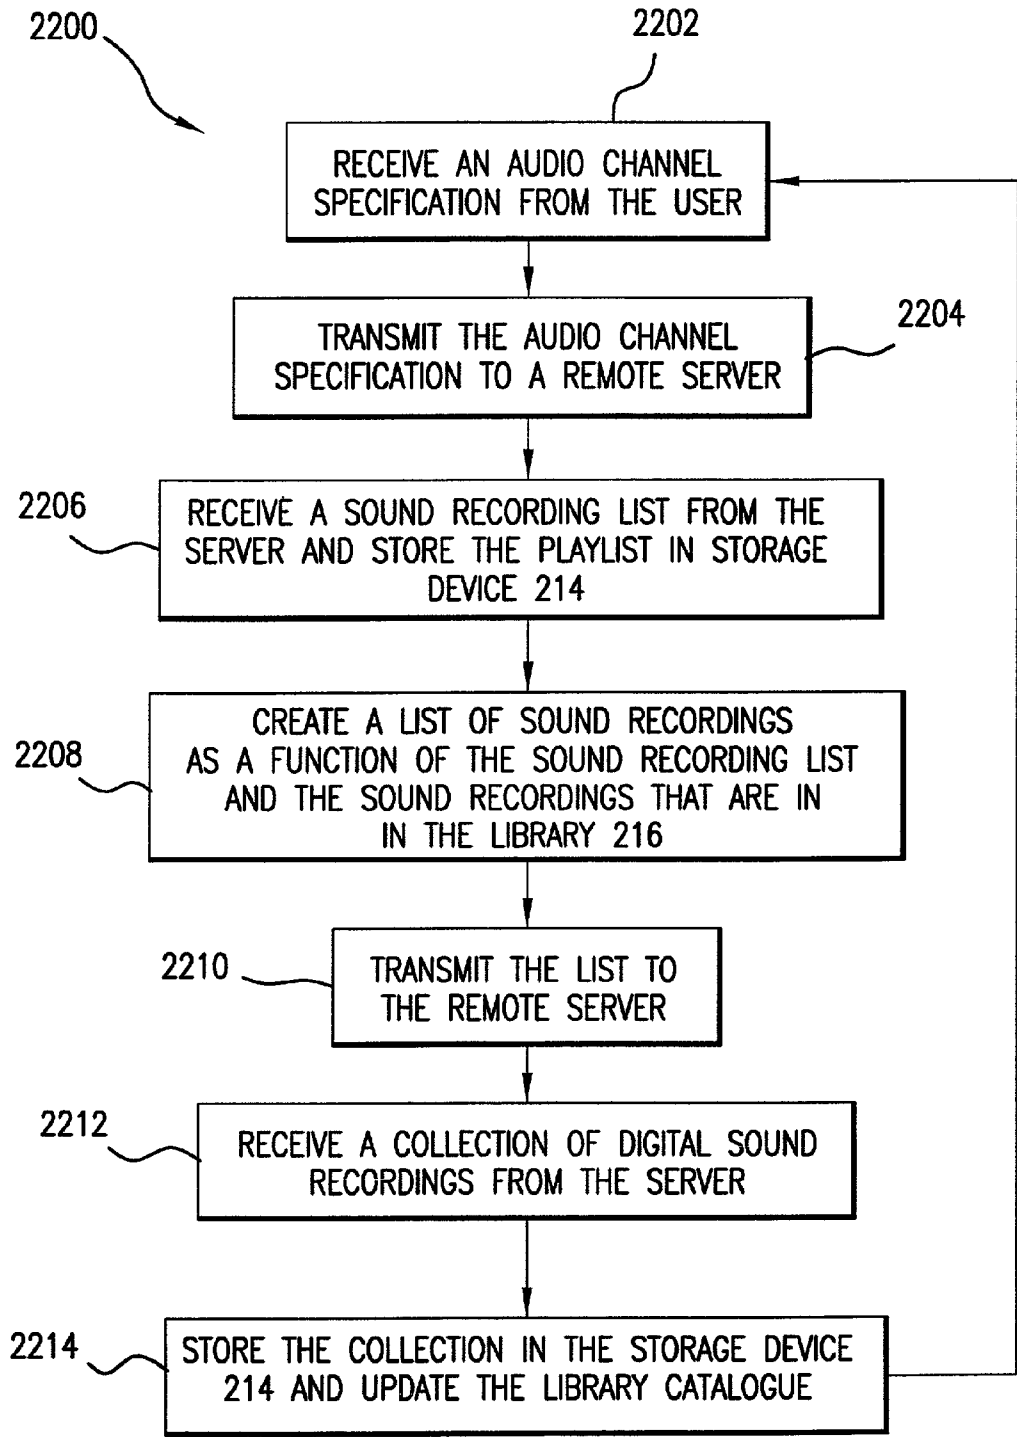 2200
2202
RECEIVE AN AUDIO CHANNEL
SPECIFICATION FROM THE USER
2204
TRANSMIT THE AUDIO CHANNEL
SPECIFICATION TO A REMOTE SERVER
2206
RECEIVE A SOUND RECORDING LIST FROM THE
SERVER AND STORE THE PLAYLIST IN STORAGE
DEVICE 214
2208
CREATE A LIST OF SOUND RECORDINGS
AS A FUNCTION OF THE SOUND RECORDING LIST
AND THE SOUND RECORDINGS THAT ARE IN
IN THE LIBRARY 216
2210
TRANSMIT THE LIST TO
THE REMOTE SERVER
2212
RECEIVE A COLLECTION OF DIGITAL SOUND
RECORDINGS FROM THE SERVER
2214
STORE THE COLLECTION IN THE STORAGE DEVICE
214 AND UPDATE THE LIBRARY CATALOGUE